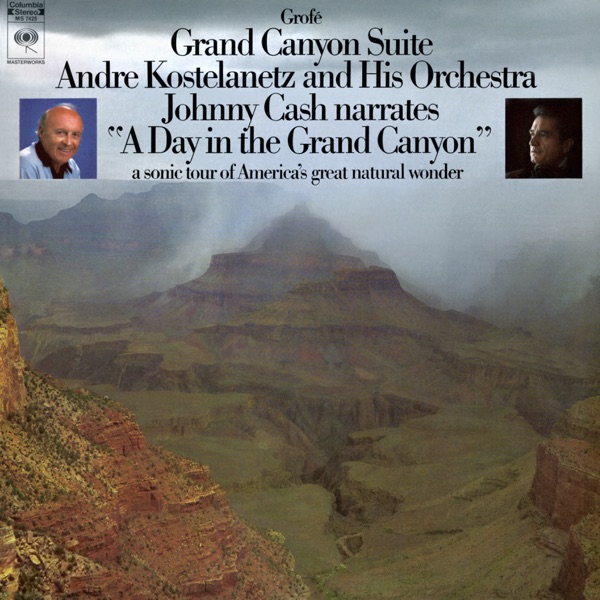 Columbia
Stereo
MS 7425
MASTERWORKS
Grofé
Grand Canyon Suite
Andre Kostelanetz and His Orchestra
Johnny Cash narrates
“A Day in the Grand Canyon”
a sonic tour of America's great natural wonder